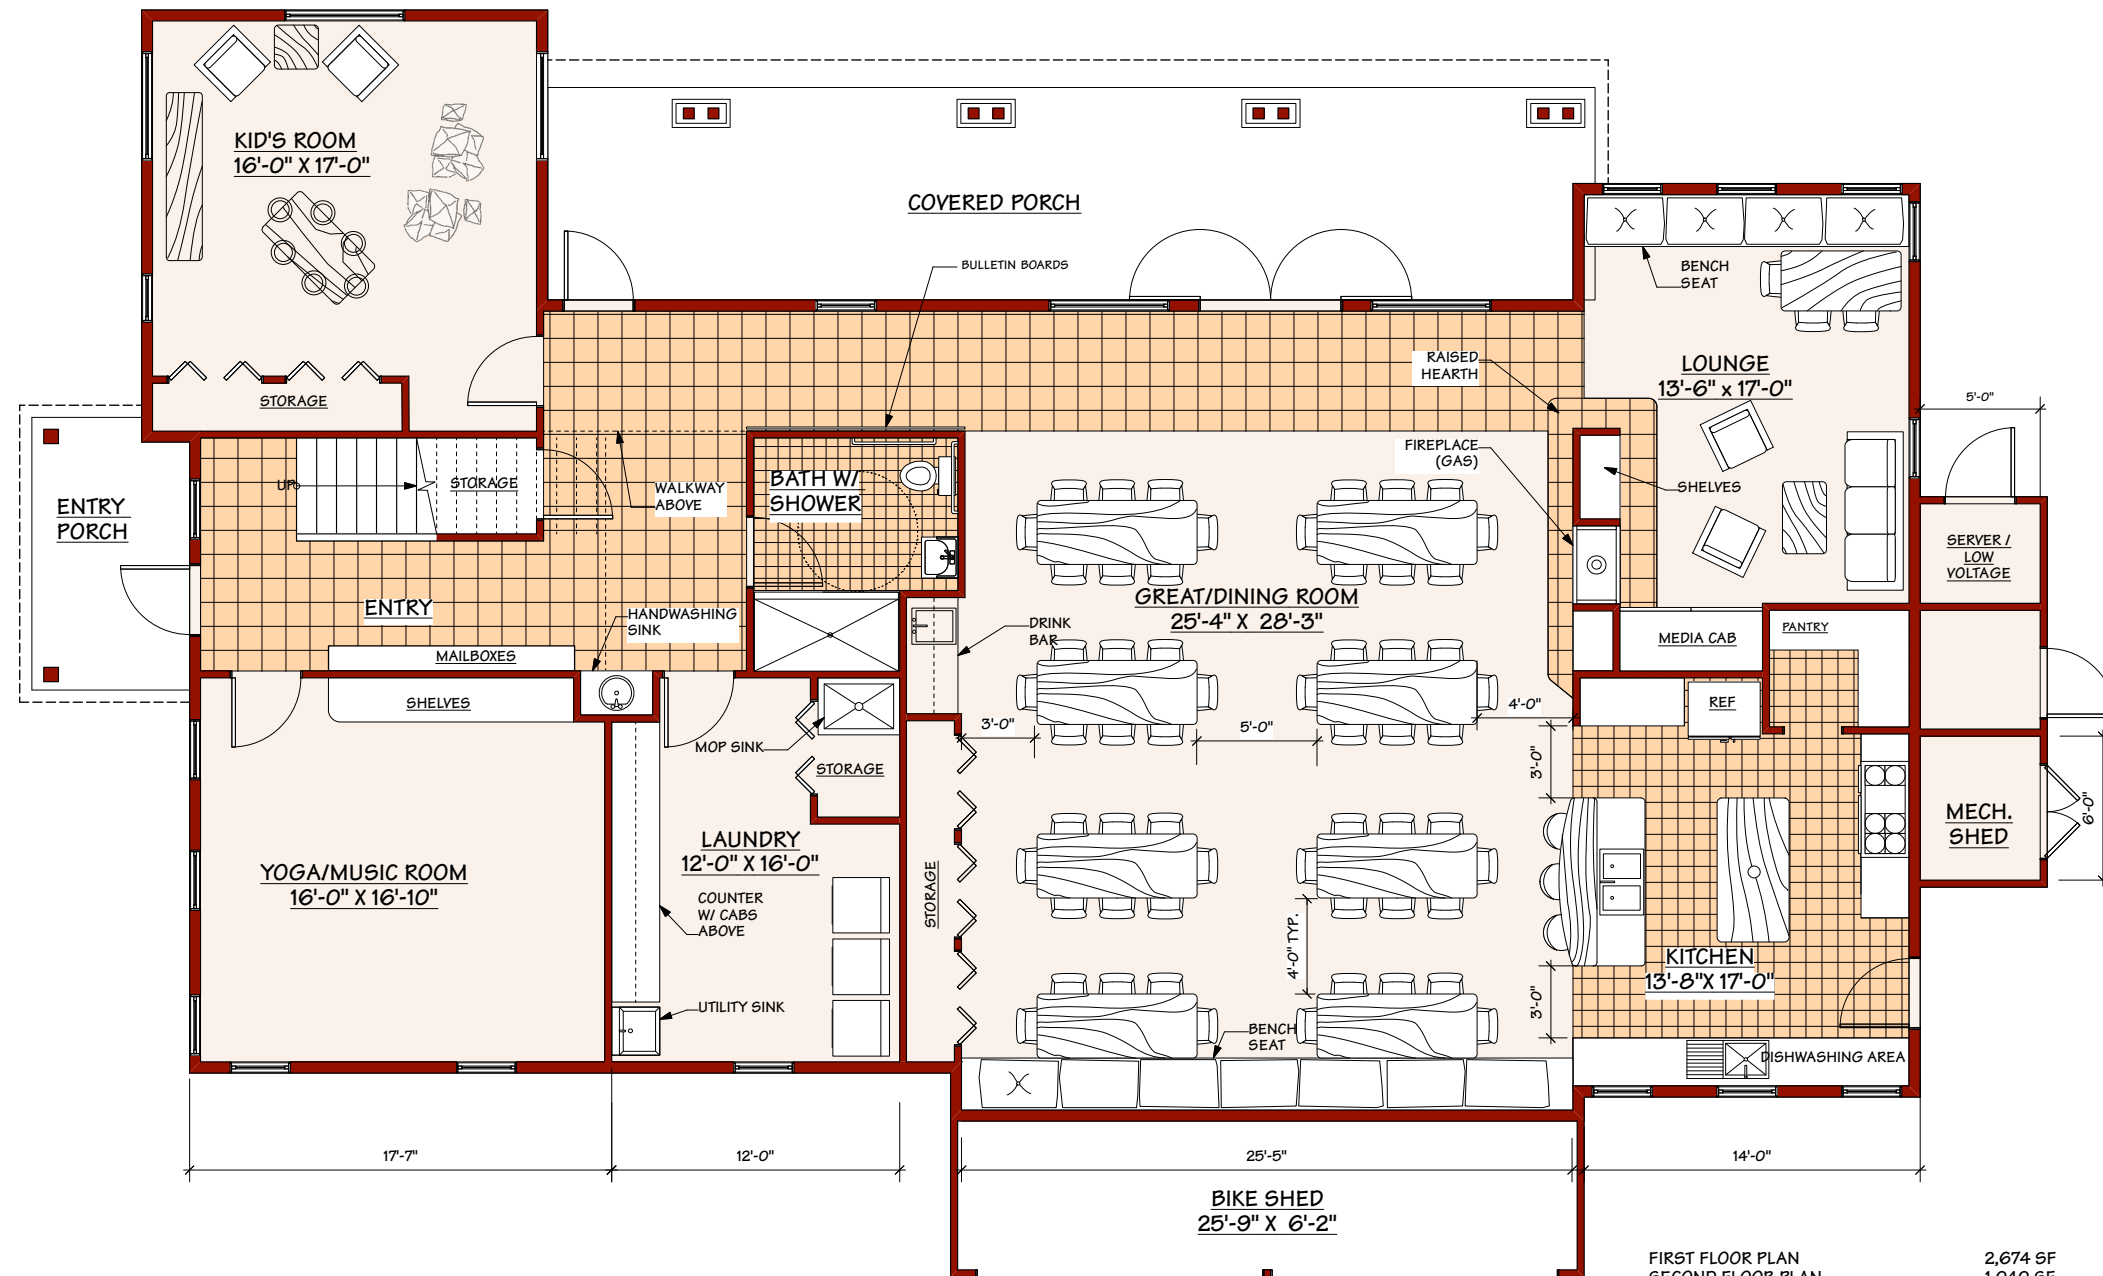 KID'S ROOM
16'-0" X 17'-0"
COVERED PORCH
BULLETIN BOARDS
BENCH
SEAT
RAISED
HEARTH
LOUNGE
13'-6" x 17'-0"
STORAGE
5'-0"
FIREPLACE
(GAS)
ENTRY
PORCH
UP
STORAGE
WALKWAY
ABOVE
BATH W/
SHOWER
SHELVES
SERVER /
LOW
VOLTAGE
ENTRY
HANDWASHING
SINK
GREAT/DINING ROOM
25'-4" X 28'-3"
DRINK
BAR
MEDIA CAB
PANTRY
MAILBOXES
SHELVES
REF
MOP SINK
STORAGE
3'-0"
5'-0"
4'-0"
3'-0"
MECH.
SHED
6'-0"
YOGA/MUSIC ROOM
16'-0" X 16'-10"
LAUNDRY
12'-0" X 16'-0"
COUNTER
W/ CABS
ABOVE
STORAGE
4'-0" TYP.
KITCHEN
13'-8"X 17'-0"
3'-0"
UTILITY SINK
BENCH
SEAT
DISHWASHING AREA
17'-7"
12'-0"
25'-5"
14'-0"
BIKE SHED
25'-9" X 6'-2"
FIRST FLOOR PLAN 2,674 SF
SECOND FLOOR PLAN